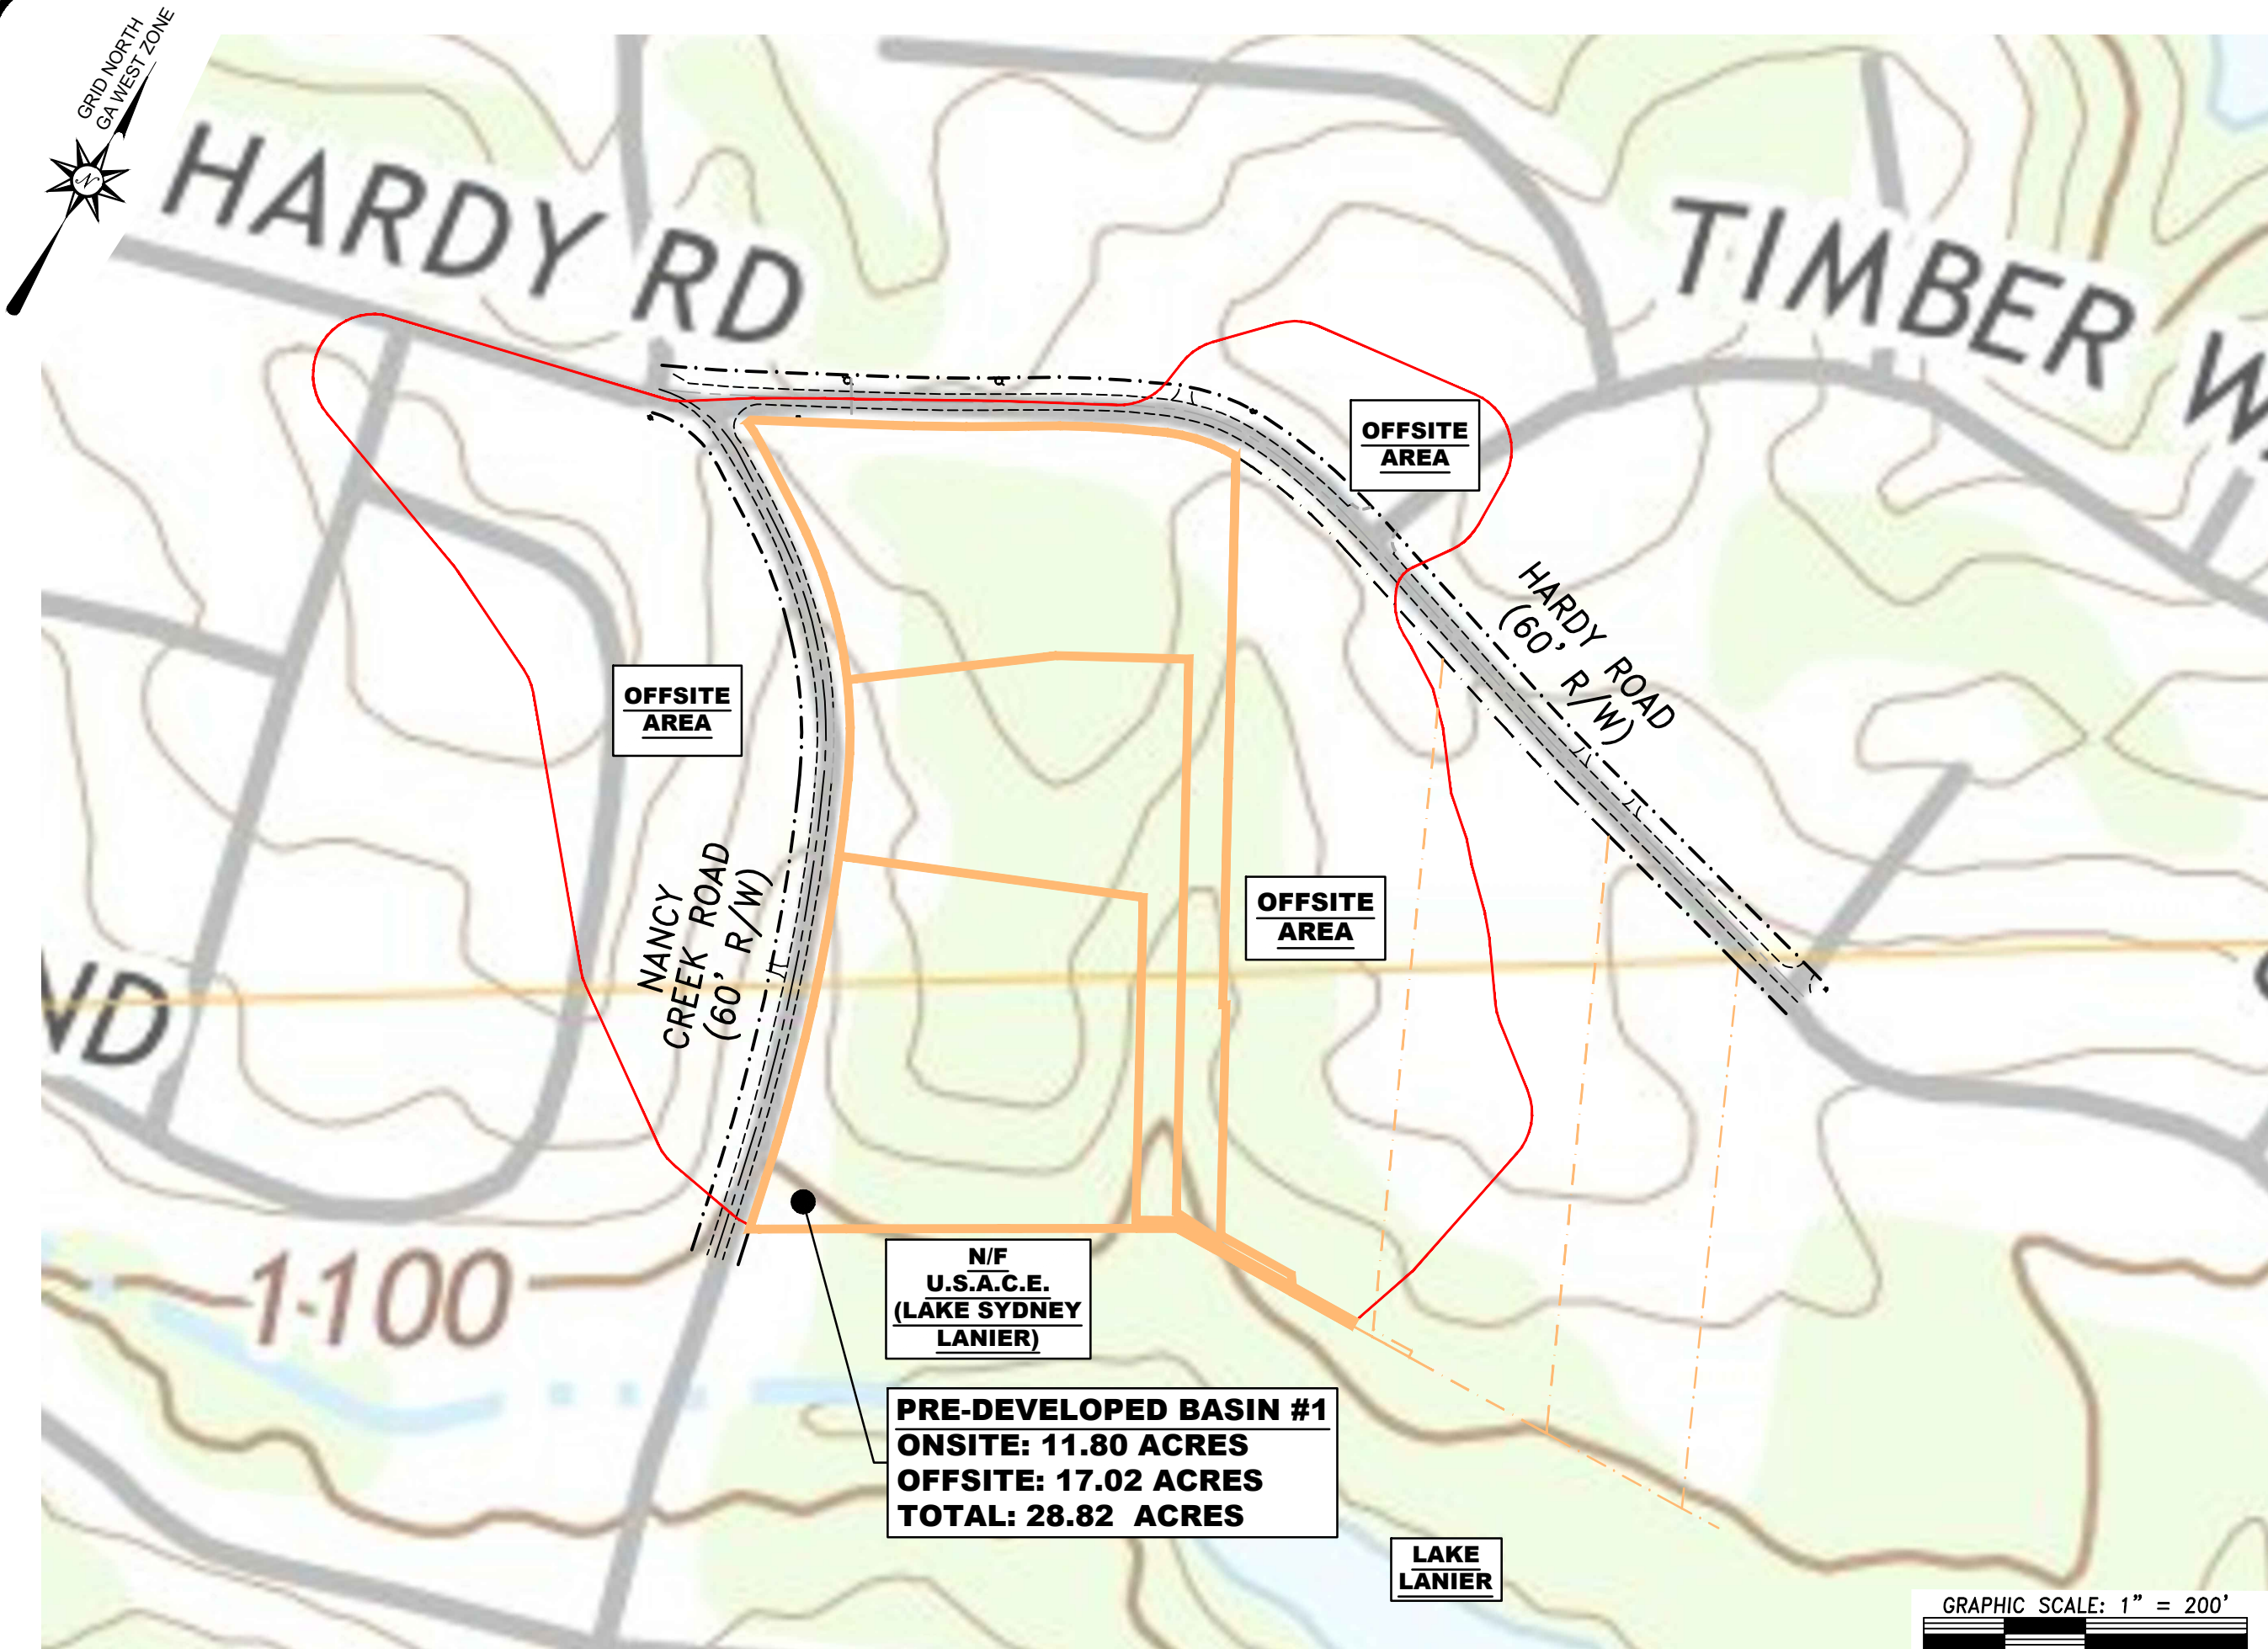 GRID NORTH
GA WEST ZONE
N
HARDY RD
TIMBER W
OFFSITE
AREA
HARDY ROAD
(60' R/W)
OFFSITE
AREA
NANCY
CREEK ROAD
(60' R/W)
OFFSITE
AREA
ND
1100
N/F
U.S.A.C.E.
(LAKE SYDNEY
LANIER)
PRE-DEVELOPED BASIN #1
ONSITE: 11.80 ACRES
OFFSITE: 17.02 ACRES
TOTAL: 28.82 ACRES
LAKE
LANIER
GRAPHIC SCALE: 1" = 200'